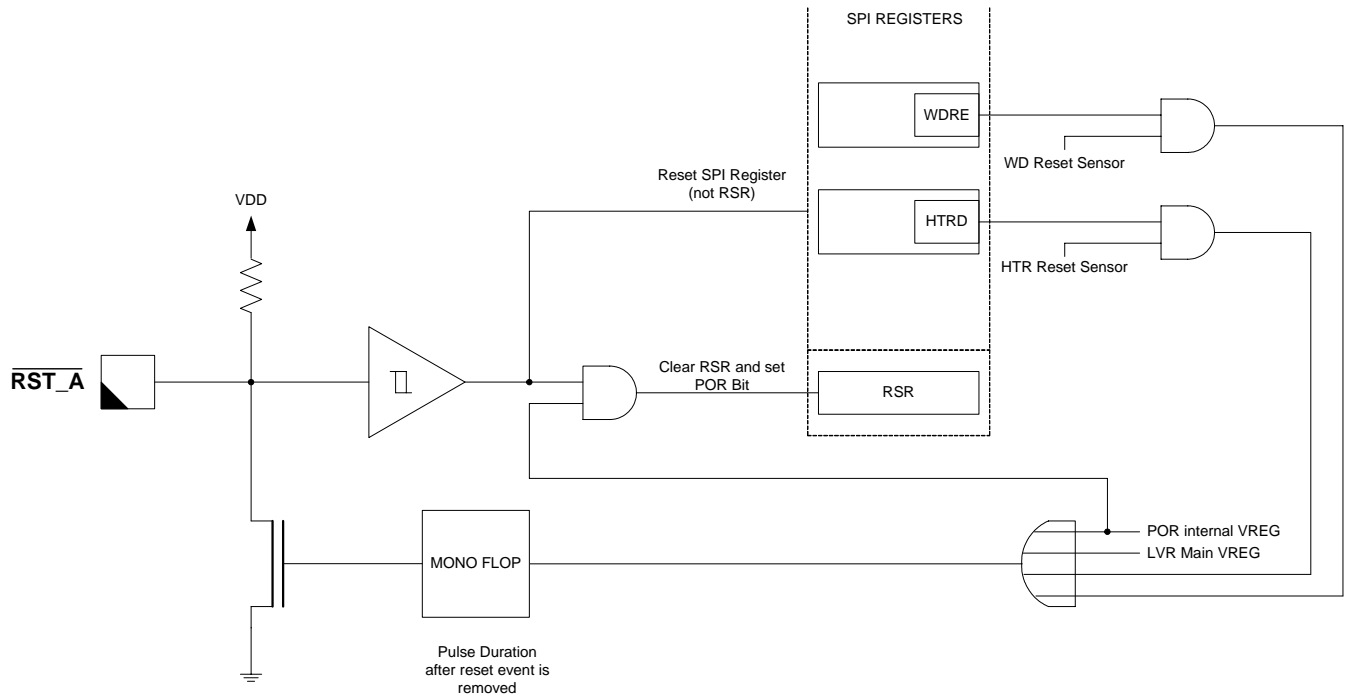 SPI REGISTERS
WDRE
WD Reset Sensor
Reset SPI Register
(not RSR)
VDD
HTRD
HTR Reset Sensor
RST_A
Clear RSR and set
POR Bit
RSR
POR internal VREG
LVR Main VREG
MONO FLOP
Pulse Duration
after reset event is
removed